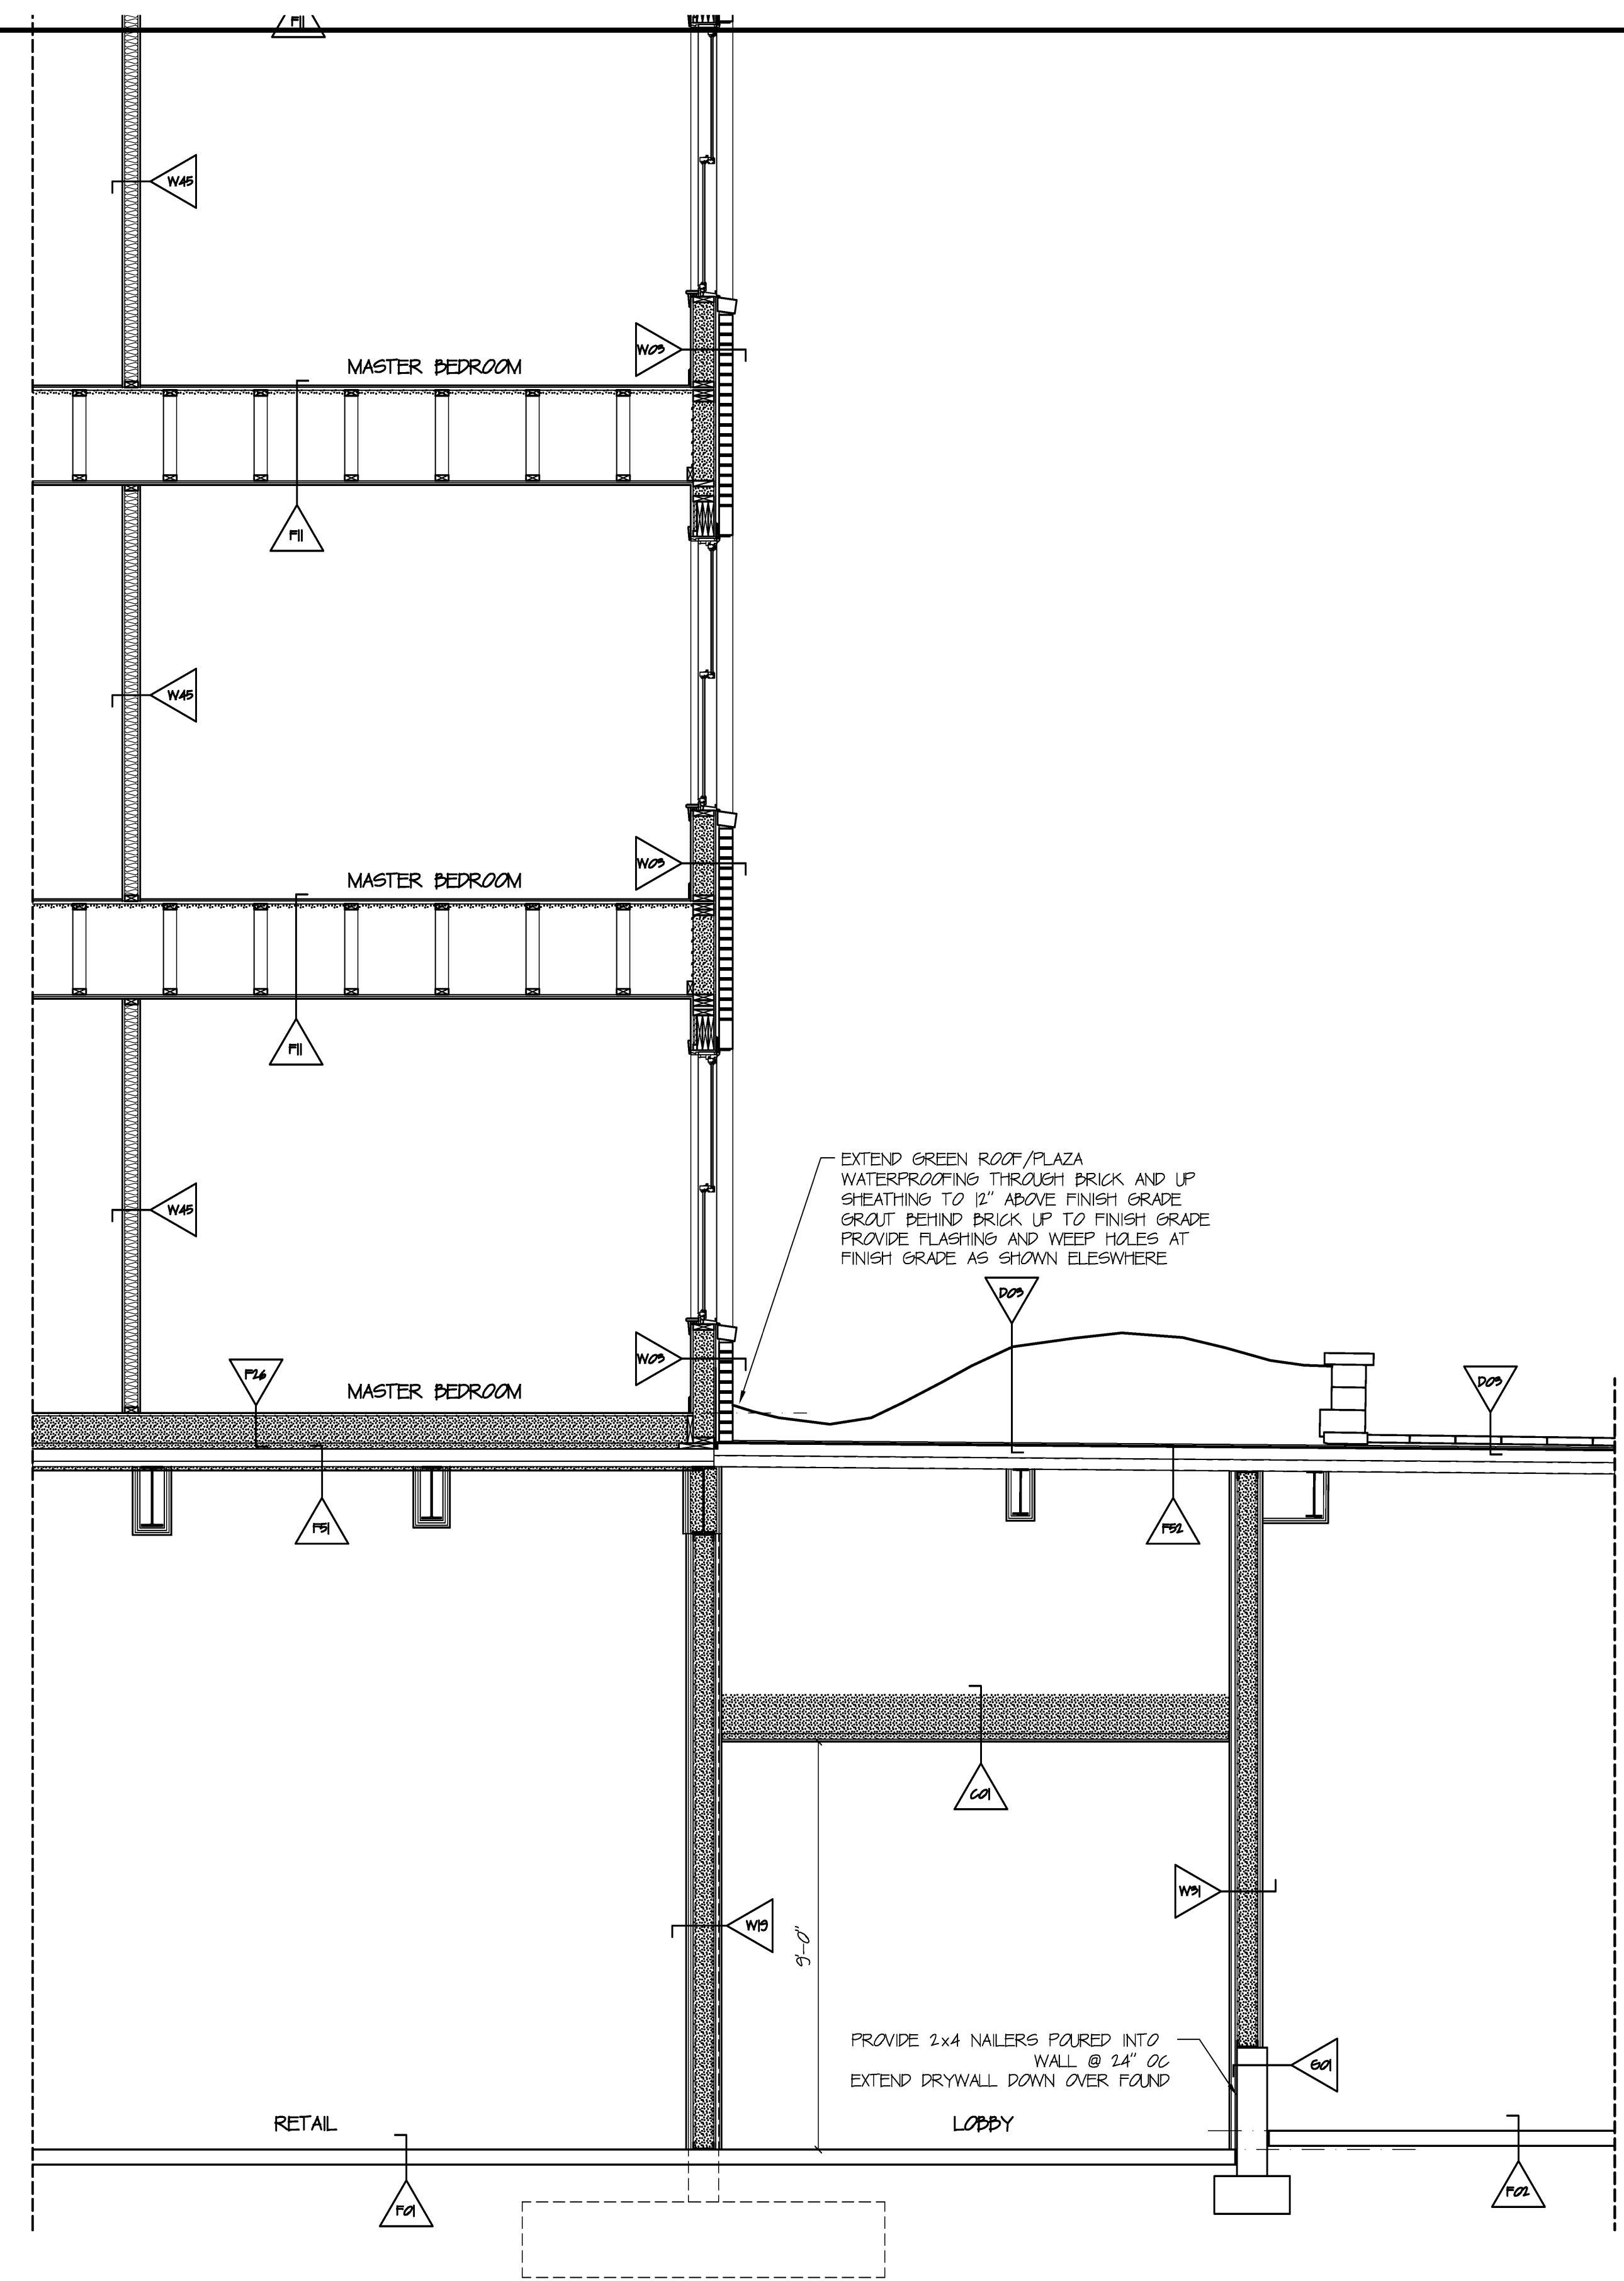 F11
W45
W03
MASTER BEDROOM
F11
W45
W03
MASTER BEDROOM
F11
EXTEND GREEN ROOF/PLAZA
WATERPROOFING THROUGH BRICK AND UP
SHEATHING TO 12" ABOVE FINISH GRADE
GROUT BEHIND BRICK UP TO FINISH GRADE
PROVIDE FLASHING AND WEEP HOLES AT
FINISH GRADE AS SHOWN ELESWHERE
W45
D03
W03
F26
D03
MASTER BEDROOM
F51
F52
C01
W31
W19
9'-0"
PROVIDE 2x4 NAILERS POURED INTO
WALL @ 24" OC
EXTEND DRYWALL DOWN OVER FOUND
G01
RETAIL
LOBBY
F01
F02